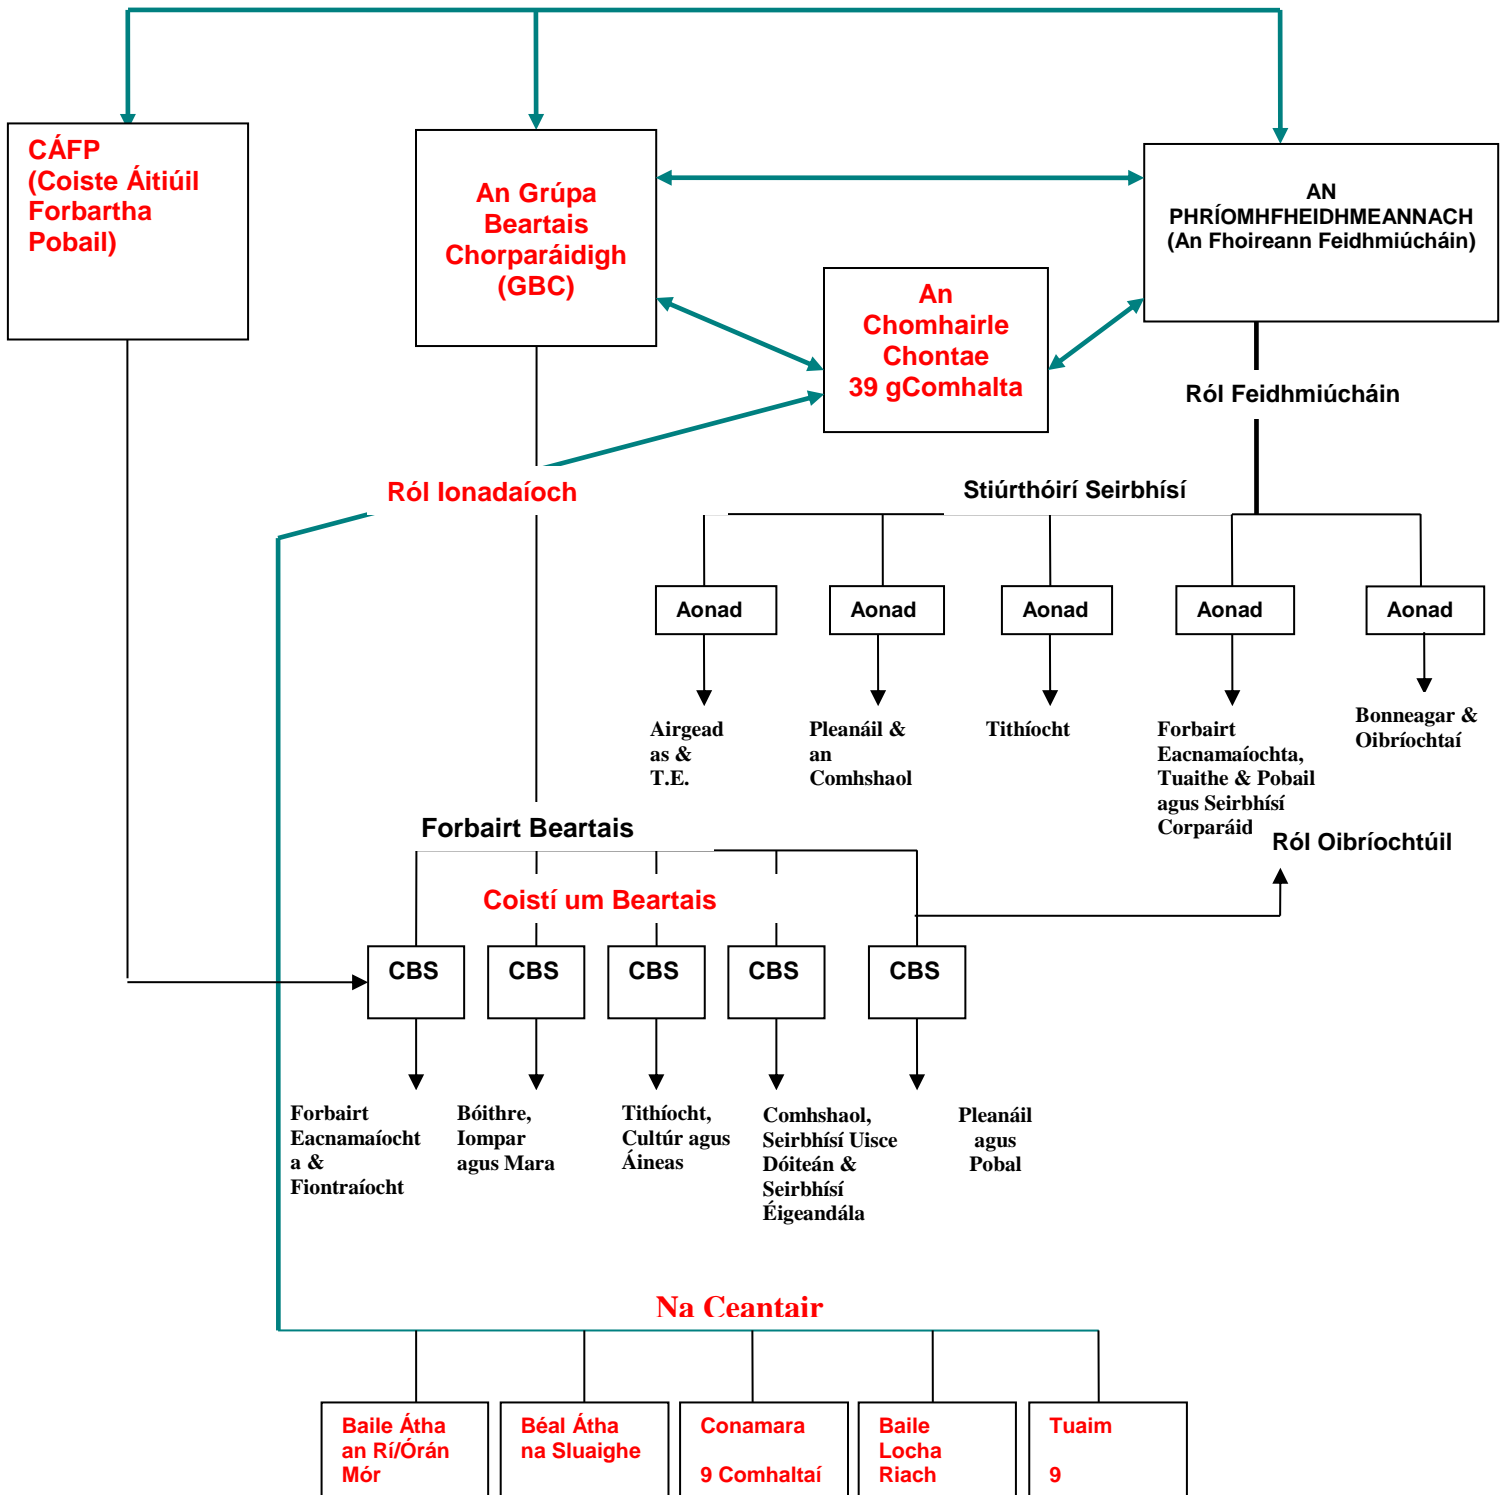 CÁFP
(Coiste Áitiúil
Forbartha
Pobail)
An Grúpa
Beartais
Chorparáidigh
(GBC)
AN
PHRÍOMHFHEIDHMEANNACH
(An Fhoireann Feidhmiúcháin)
An
Chomhairle
Chontae
39 gComhalta
Ról Feidhmiúcháin
Ról Ionadaíoch
Stiúrthóirí Seirbhísí
Aonad
Aonad
Aonad
Aonad
Aonad
Airgead
as &
T.E.
Pleanáil &
an
Comhshaol
Tithíocht
Forbairt
Eacnamaíochta,
Tuaithe & Pobail
agus Seirbhísí
Corparáid
Bonneagar &
Oibríochtaí
Forbairt Beartais
Ról Oibríochtúil
Coistí um Beartais
CBS
CBS
CBS
CBS
CBS
Forbairt
Eacnamaíocht
a &
Fiontraíocht
Bóithre,
Iompar
agus Mara
Tithíocht,
Cultúr agus
Áineas
Comhshaol,
Seirbhísí Uisce
Dóiteán &
Seirbhísí
Éigeandála
Pleanáil
agus
Pobal
Na Ceantair
Baile Átha
an Rí/Órán
Mór
Béal Átha
na Sluaighe
Conamara
9 Comhaltaí
Baile
Locha
Riach
Tuaim
9